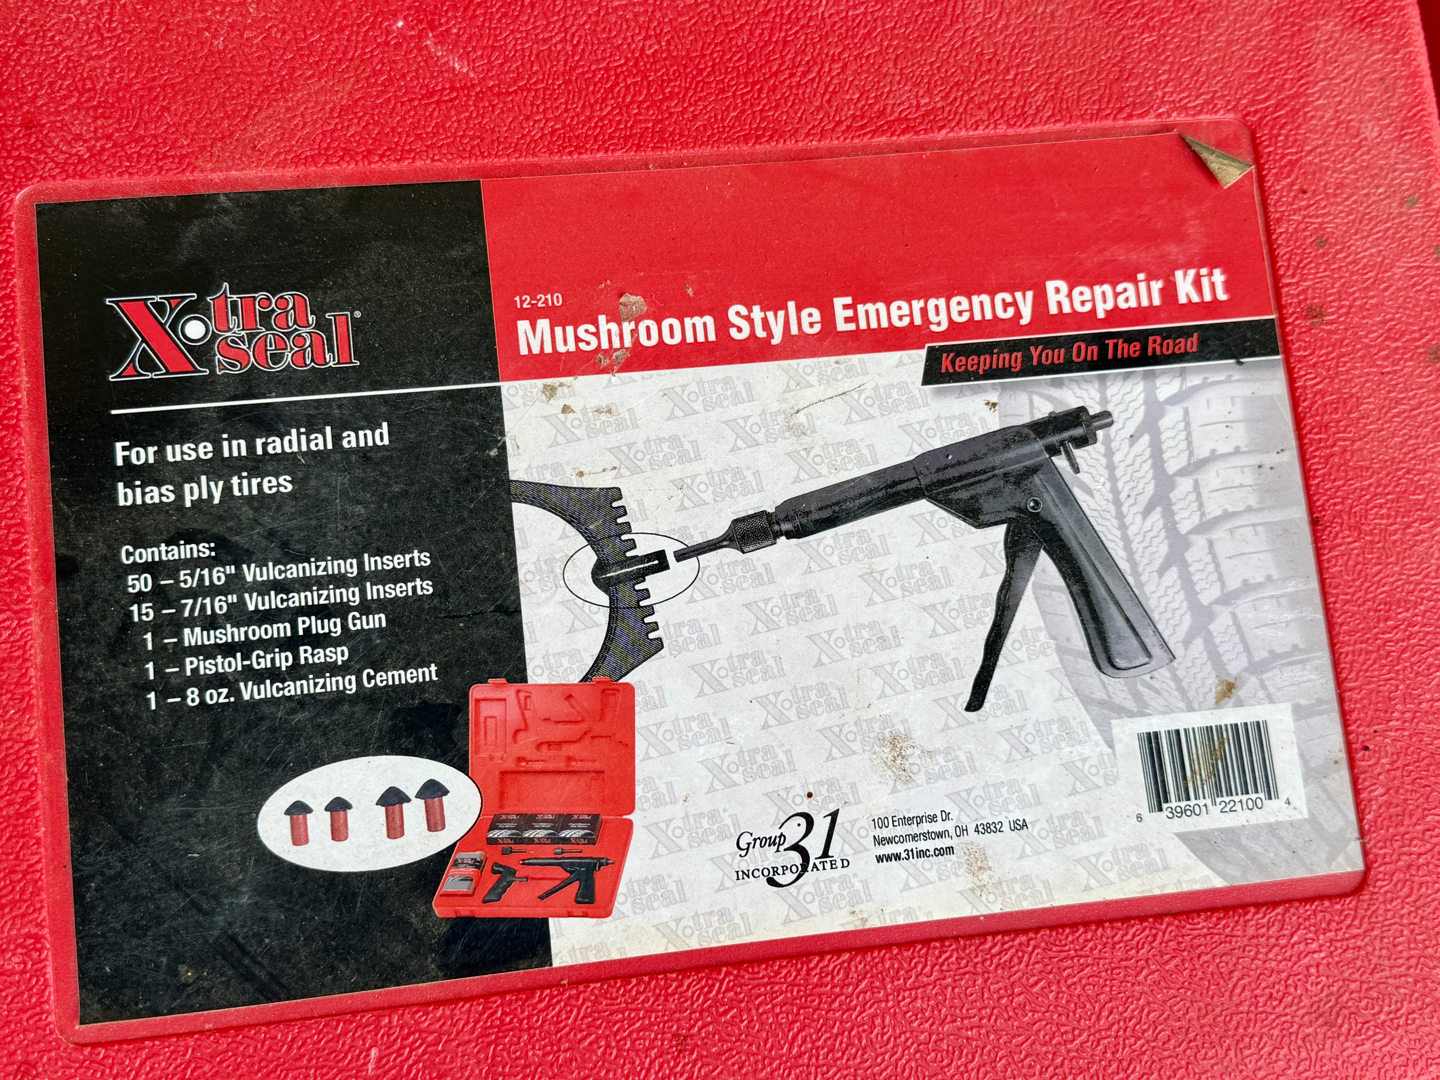 X•tra
seal®
For use in radial and
bias ply tires
Contains:
50 – 5/16" Vulcanizing Inserts
15 – 7/16" Vulcanizing Inserts
1 – Mushroom Plug Gun
1 – Pistol-Grip Rasp
1 – 8 oz. Vulcanizing Cement
12-210
Mushroom Style Emergency Repair Kit
Keeping You On The Road
Group 31
INCORPORATED
100 Enterprise Dr.
Newcomerstown, OH 43832 USA
www.31inc.com
6 39601 22100 4